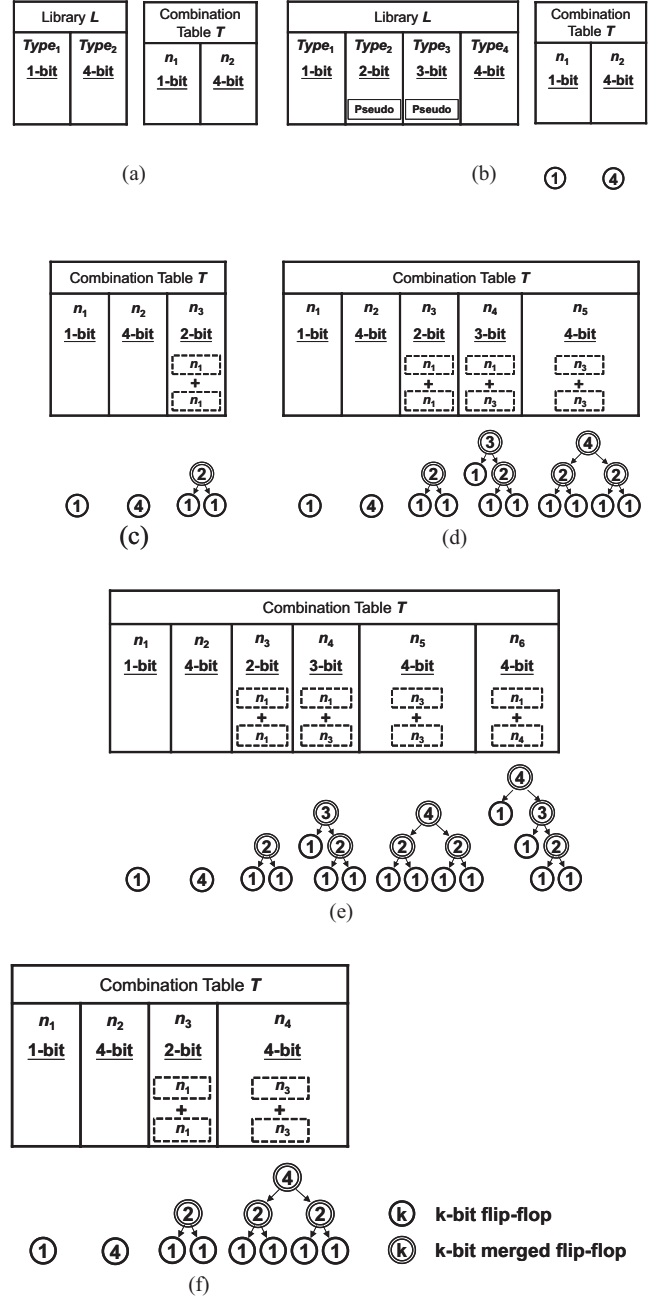 Library L
Combination Table T
Type1 Type2
1-bit 4-bit
n1 n2
1-bit 4-bit
(a)
Library L
Combination Table T
Type1 Type2 Type3 Type4
1-bit 2-bit 3-bit 4-bit
Pseudo Pseudo
n1 n2
1-bit 4-bit
(b)
1 4
Combination Table T
n1 n2 n3
1-bit 4-bit 2-bit
n1
+
n1
2
1 4 1 1
(c)
Combination Table T
n1 n2 n3 n4 n5
1-bit 4-bit 2-bit 3-bit 4-bit
n1 n1 n3
+ + +
n1 n3 n3
3 4
2 1 2 2 2
1 4 1 1 1 1 1 1 1 1
(d)
Combination Table T
n1 n2 n3 n4 n5 n6
1-bit 4-bit 2-bit 3-bit 4-bit 4-bit
n1 n1 n3 n1
+ + + +
n1 n3 n3 n4
4
3 4 1 3
2 1 2 2 2 1 2
1 4 1 1 1 1 1 1 1 1 1 1
(e)
Combination Table T
n1 n2 n3 n4
1-bit 4-bit 2-bit 4-bit
n1 n3
+ +
n1 n3
4
2 2 2
1 4 1 1 1 1 1 1
(f)
k k-bit flip-flop
k k-bit merged flip-flop